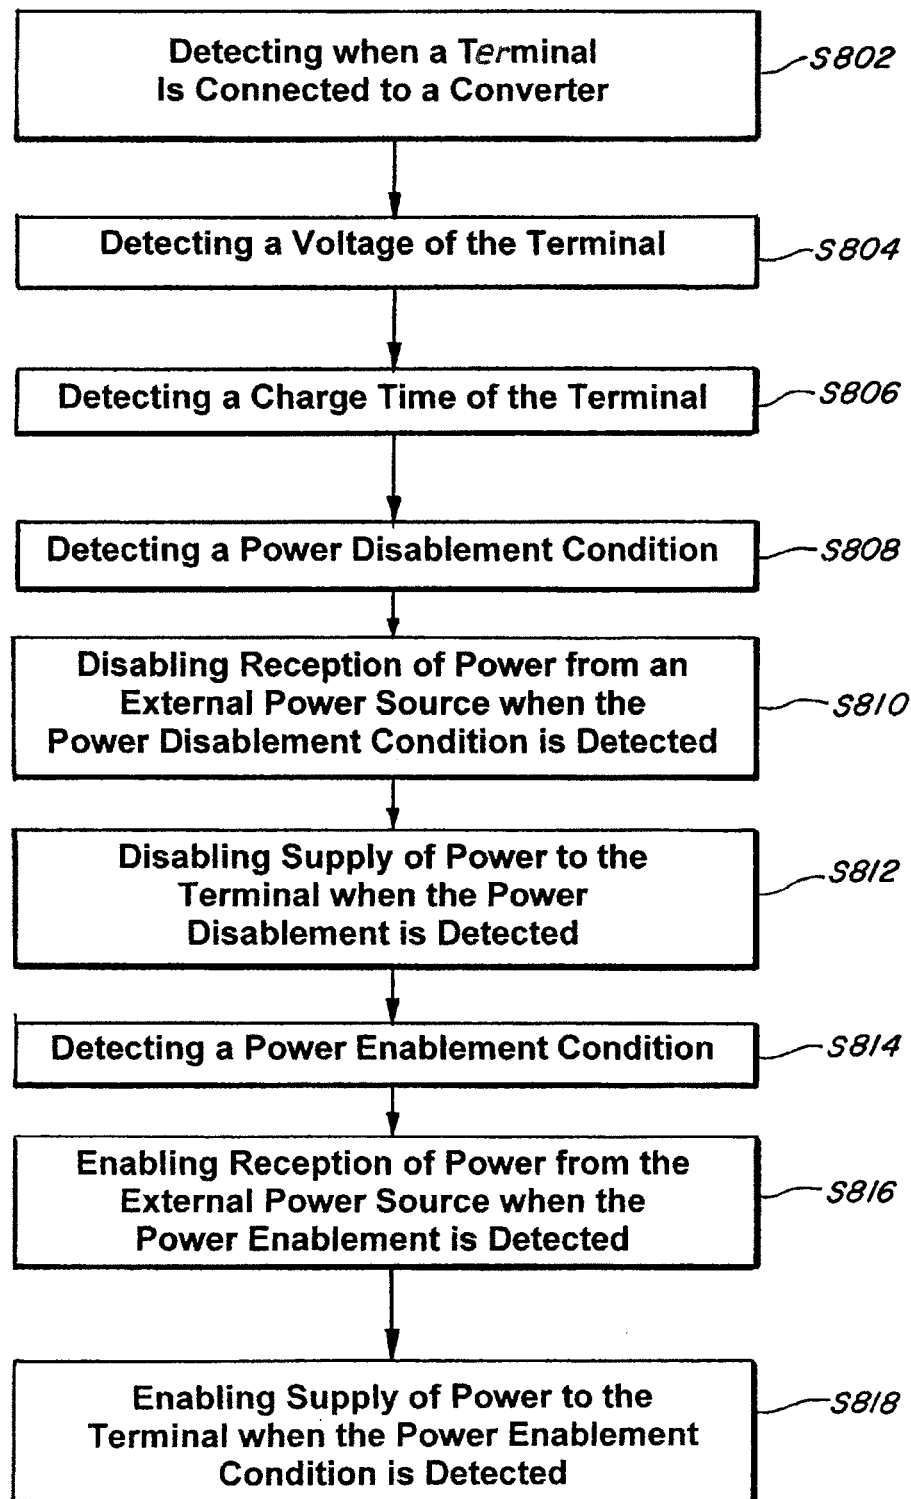 Detecting when a Terminal
Is Connected to a Converter
S802
Detecting a Voltage of the Terminal
S804
Detecting a Charge Time of the Terminal
S806
Detecting a Power Disablement Condition
S808
Disabling Reception of Power from an
External Power Source when the
Power Disablement Condition is Detected
S810
Disabling Supply of Power to the
Terminal when the Power
Disablement is Detected
S812
Detecting a Power Enablement Condition
S814
Enabling Reception of Power from the
External Power Source when the
Power Enablement is Detected
S816
Enabling Supply of Power to the
Terminal when the Power Enablement
Condition is Detected
S818